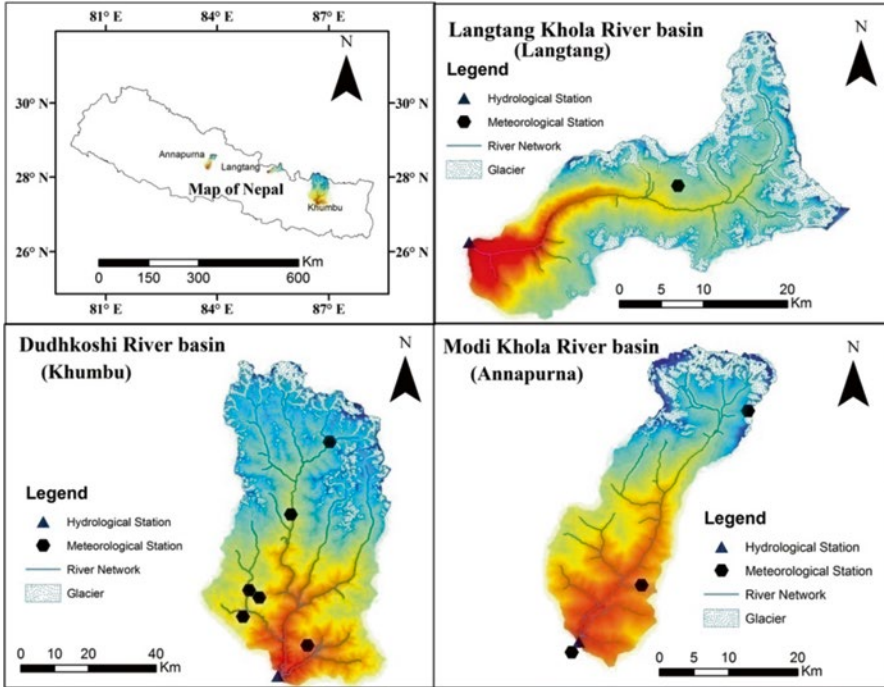 81° E
84° E
87° E
N
30° N
28° N
26° N
30° N
28° N
26° N
Annapurna
Langtang
Map of Nepal
Khumbu
Km
0 150 300 450 600
81° E
84° E
87° E
Langtang Khola River basin
(Langtang)
N
Legend
Hydrological Station
Meteorological Station
River Network
Glacier
0 5 10 20
Km
Dudhkoshi River basin
(Khumbu)
N
Legend
Hydrological Station
Meteorological Station
River Network
Glacier
0 10 20 40
Km
Modi Khola River basin
(Annapurna)
N
Legend
Hydrological Station
Meteorological Station
River Network
Glacier
0 5 10 20
Km